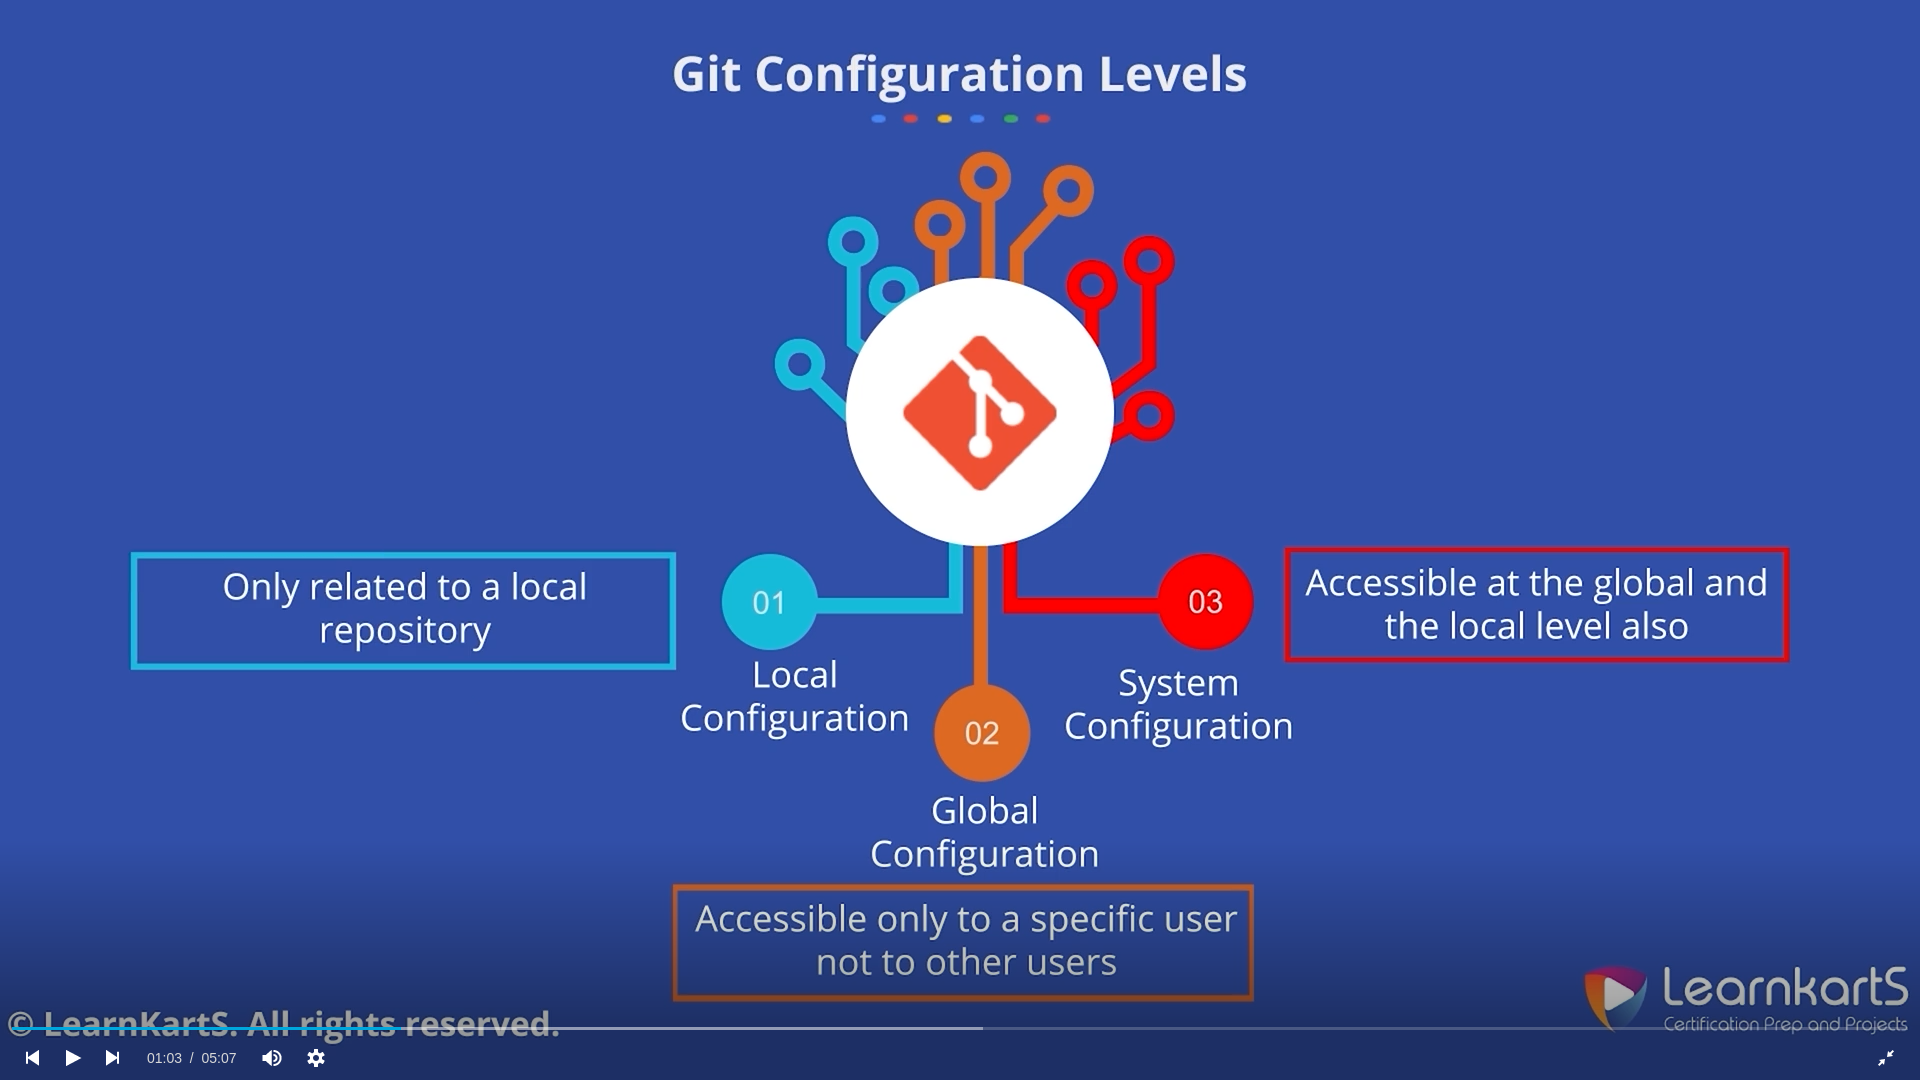 Git Configuration Levels
Only related to a local
repository
01
Local
Configuration
02
Global
Configuration
Accessible only to a specific user
not to other users
03
System
Configuration
Accessible at the global and
the local level also
LearnkartS
Certification Prep and Projects
© LearnKartS. All rights reserved.
01:03 / 05:07